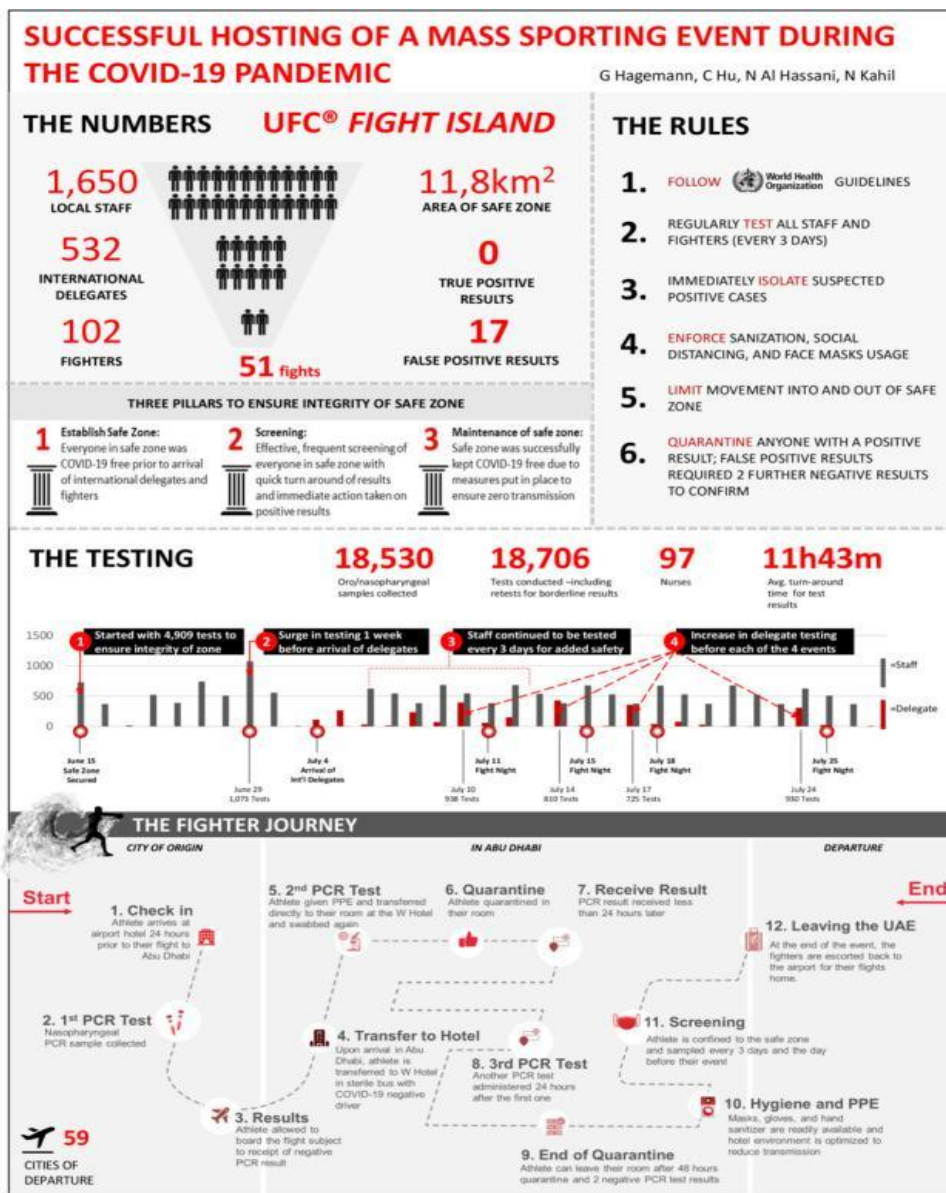 SUCCESSFUL HOSTING OF A MASS SPORTING EVENT DURING
THE COVID-19 PANDEMIC
G Hagemann, C Hu, N Al Hassani, N Kahil
THE NUMBERS
UFC® FIGHT ISLAND
1,650
LOCAL STAFF
11,8km²
AREA OF SAFE ZONE
532
INTERNATIONAL
DELEGATES
0
TRUE POSITIVE
RESULTS
102
FIGHTERS
51 fights
17
FALSE POSITIVE RESULTS
THE RULES
1. FOLLOW World Health Organization GUIDELINES
2. REGULARLY TEST ALL STAFF AND
FIGHTERS (EVERY 3 DAYS)
3. IMMEDIATELY ISOLATE SUSPECTED
POSITIVE CASES
4. ENFORCE SANIZATION, SOCIAL
DISTANCING, AND FACE MASKS USAGE
5. LIMIT MOVEMENT INTO AND OUT OF SAFE
ZONE
6. QUARANTINE ANYONE WITH A POSITIVE
RESULT; FALSE POSITIVE RESULTS
REQUIRED 2 FURTHER NEGATIVE RESULTS
TO CONFIRM
THREE PILLARS TO ENSURE INTEGRITY OF SAFE ZONE
1 Establish Safe Zone:
Everyone in safe zone was
COVID-19 free prior to arrival
of international delegates and
fighters
2 Screening:
Effective, frequent screening of
everyone in safe zone with
quick turn around of results
and immediate action taken on
positive results
3 Maintenance of safe zone:
Safe zone was successfully
kept COVID-19 free due to
measures put in place to
ensure zero transmission
THE TESTING
18,530
Oro/nasopharyngeal
samples collected
18,706
Tests conducted –including
retests for borderline results
97
Nurses
11h43m
Avg. turn-around
time for test
results
1500
1000
500
0
1 Started with 4,909 tests to
ensure integrity of zone
2 Surge in testing 1 week
before arrival of delegates
3 Staff continued to be tested
every 3 days for added safety
4 Increase in delegate testing
before each of the 4 events
=Staff
=Delegate
June 15
Safe Zone
Secured
June 29
1,073 Tests
July 4
Arrival of
Int'l Delegates
July 10
938 Tests
July 11
Fight Night
July 14
810 Tests
July 15
Fight Night
July 17
725 Tests
July 18
Fight Night
July 24
930 Tests
July 25
Fight Night
THE FIGHTER JOURNEY
CITY OF ORIGIN
IN ABU DHABI
DEPARTURE
Start
End
1. Check in
Athlete arrives at
airport hotel 24 hours
prior to their flight to
Abu Dhabi
2. 1st PCR Test
Nasopharyngeal
PCR sample collected
3. Results
Athlete allowed to
board the flight subject
to receipt of negative
PCR result
4. Transfer to Hotel
Upon arrival in Abu
Dhabi, athlete is
transferred to W Hotel
in sterile bus with
COVID-19 negative
driver
5. 2nd PCR Test
Athlete given PPE and transferred
directly to their room at the W Hotel
and swabbed again
6. Quarantine
Athlete quarantined in
their room
7. Receive Result
PCR result received less
than 24 hours later
8. 3rd PCR Test
Another PCR test
administered 24 hours
after the first one
9. End of Quarantine
Athlete can leave their room after 48 hours
quarantine and 2 negative PCR test results
10. Hygiene and PPE
Masks, gloves, and hand
sanitizer are readily available and
hotel environment is optimized to
reduce transmission
11. Screening
Athlete is confined to the safe zone
and sampled every 3 days and the day
before their event
12. Leaving the UAE
At the end of the event, the
fighters are escorted back to
the airport for their flights
home.
59
CITIES OF
DEPARTURE